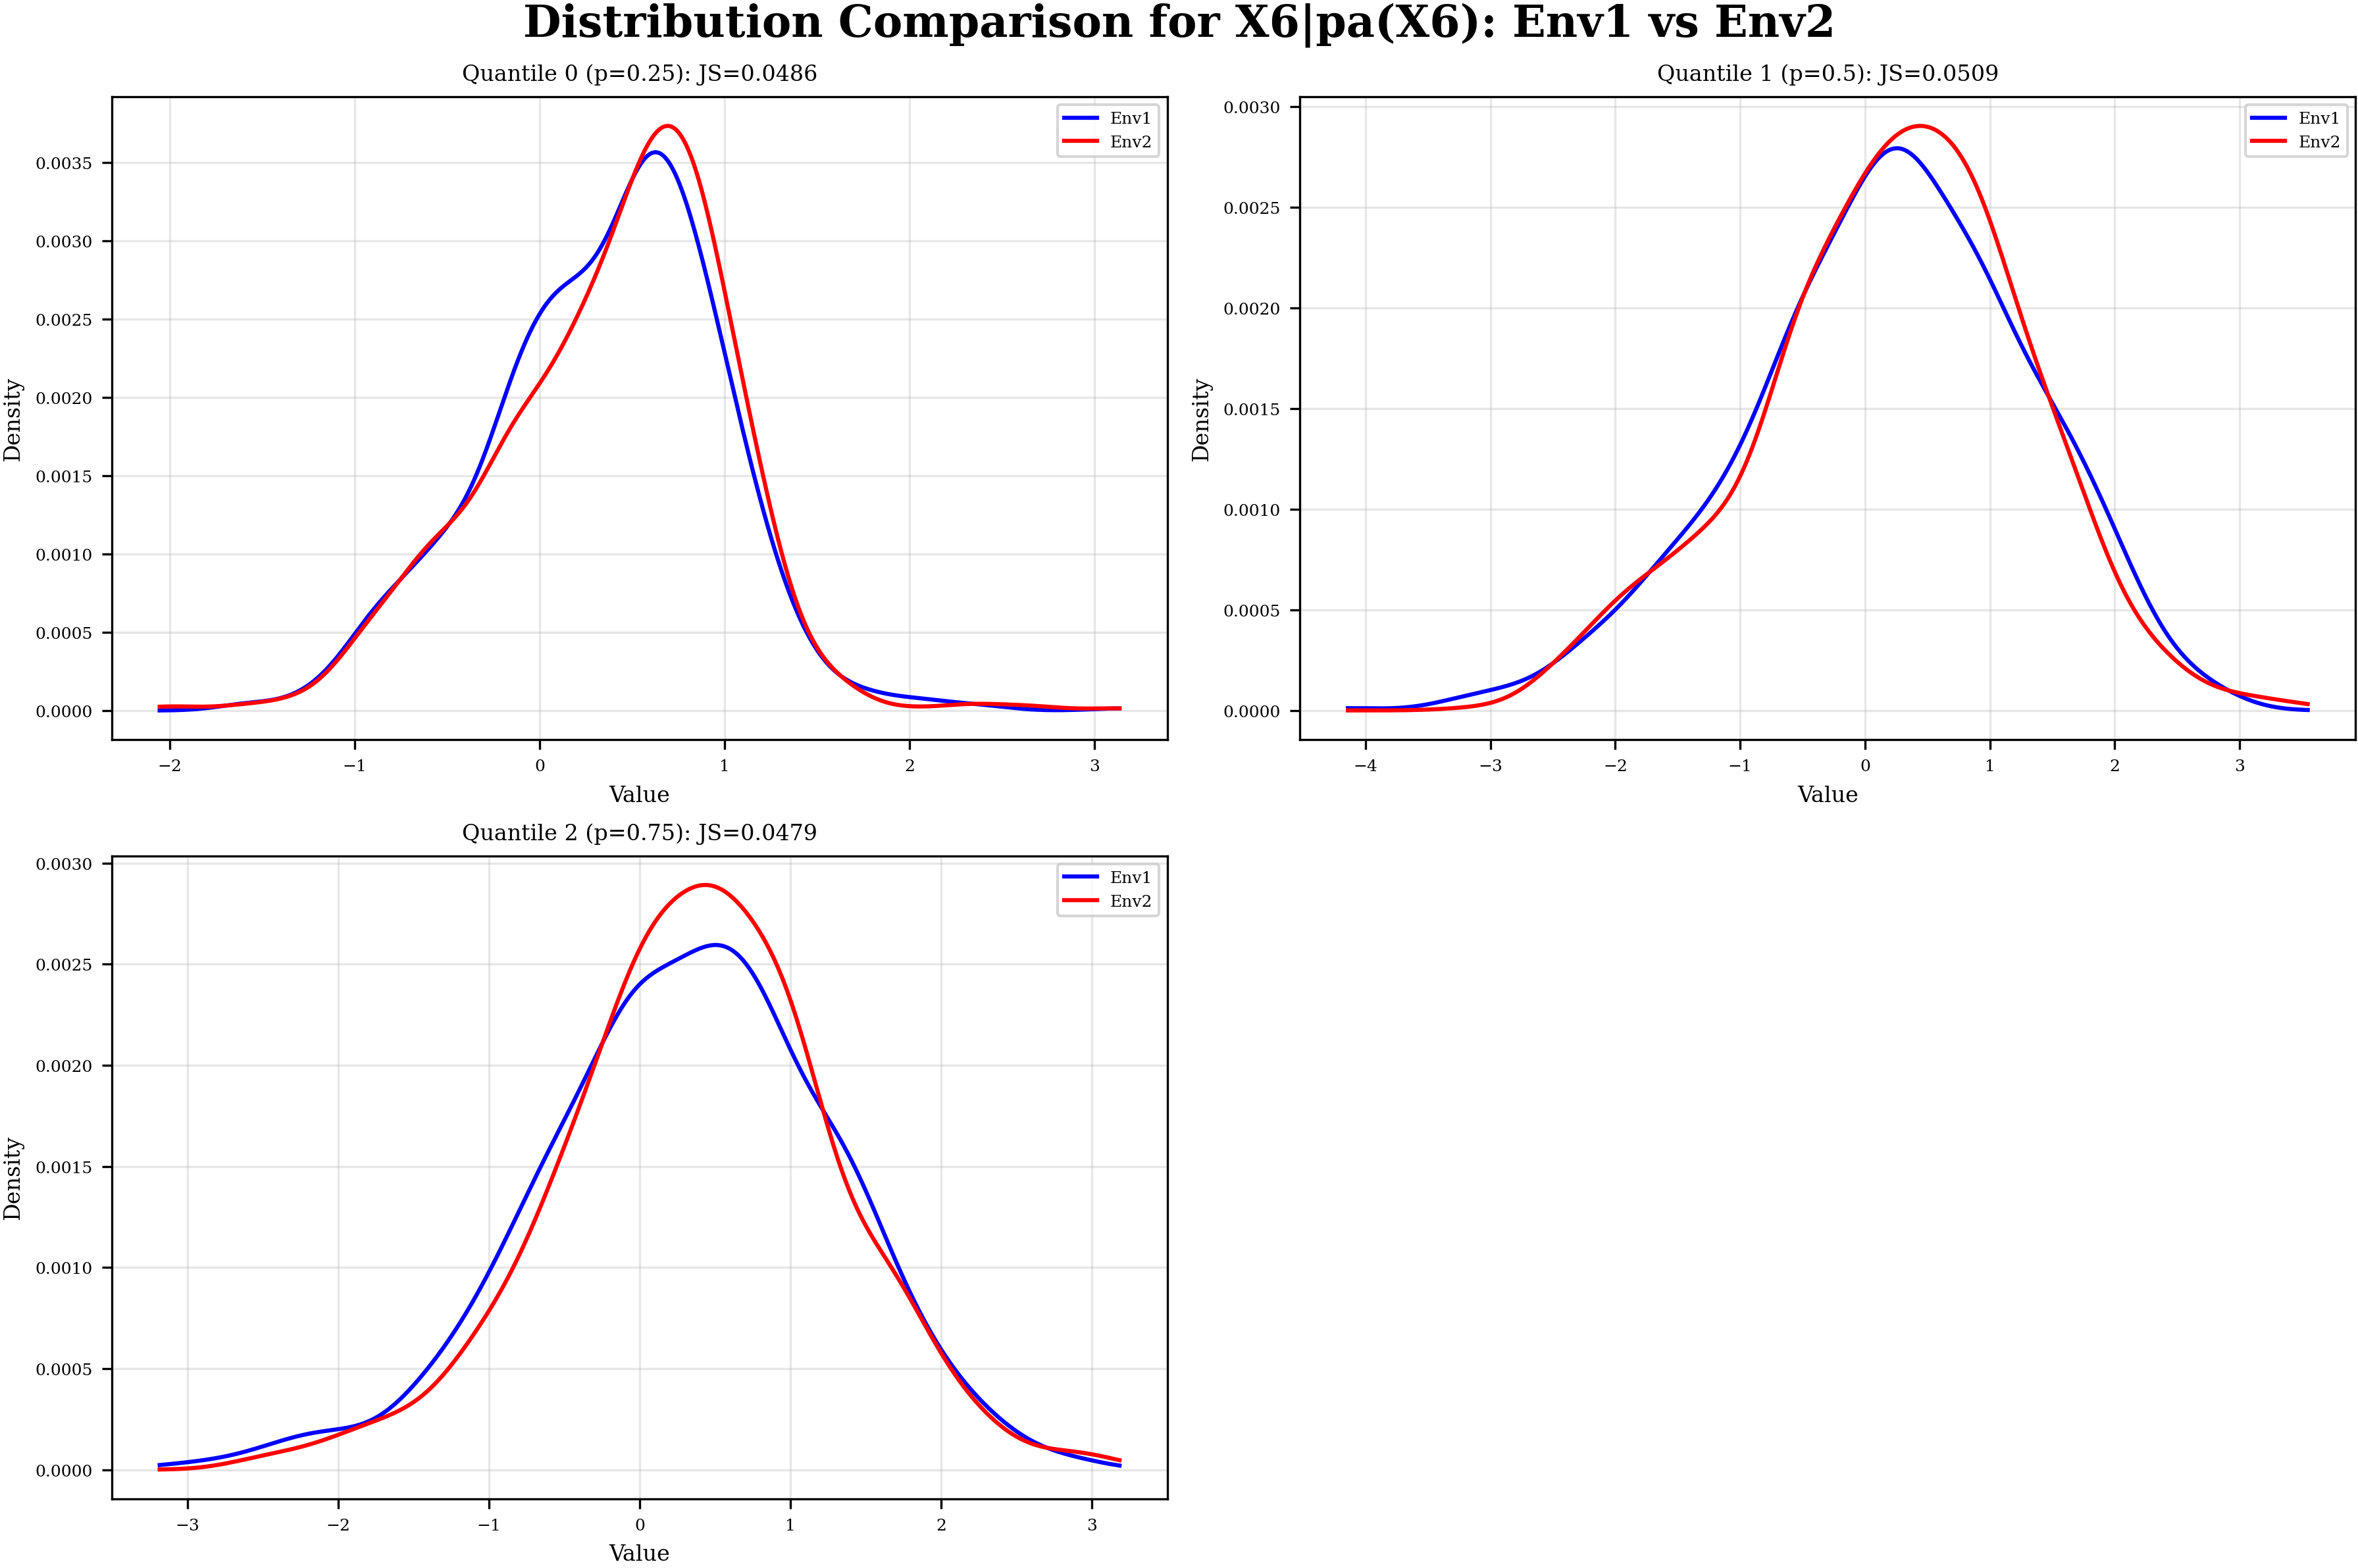 Distribution Comparison for X6|pa(X6): Env1 vs Env2
Quantile 0 (p=0.25): JS=0.0486
Env1
Env2
0.0035
0.0030
0.0025
0.0020
0.0015
0.0010
0.0005
0.0000
Density
−2 −1 0 1 2 3
Value
Quantile 1 (p=0.5): JS=0.0509
Env1
Env2
0.0030
0.0025
0.0020
0.0015
0.0010
0.0005
0.0000
Density
−4 −3 −2 −1 0 1 2 3
Value
Quantile 2 (p=0.75): JS=0.0479
Env1
Env2
0.0030
0.0025
0.0020
0.0015
0.0010
0.0005
0.0000
Density
−3 −2 −1 0 1 2 3
Value